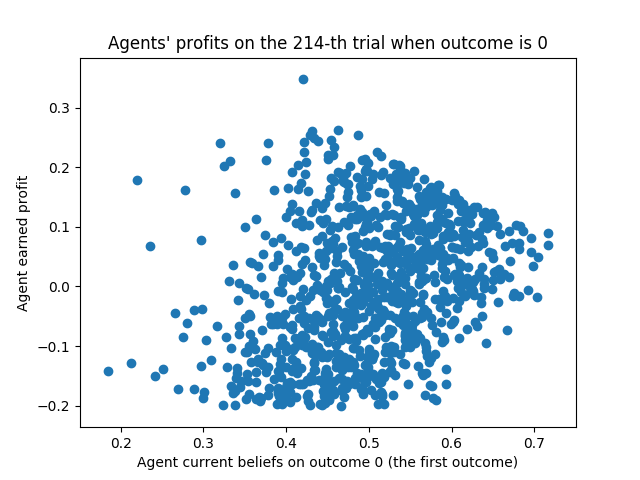 Agents' profits on the 214-th trial when outcome is 0
0.3
0.2
0.1
0.0
−0.1
−0.2
Agent earned profit
0.2 0.3 0.4 0.5 0.6 0.7
Agent current beliefs on outcome 0 (the first outcome)